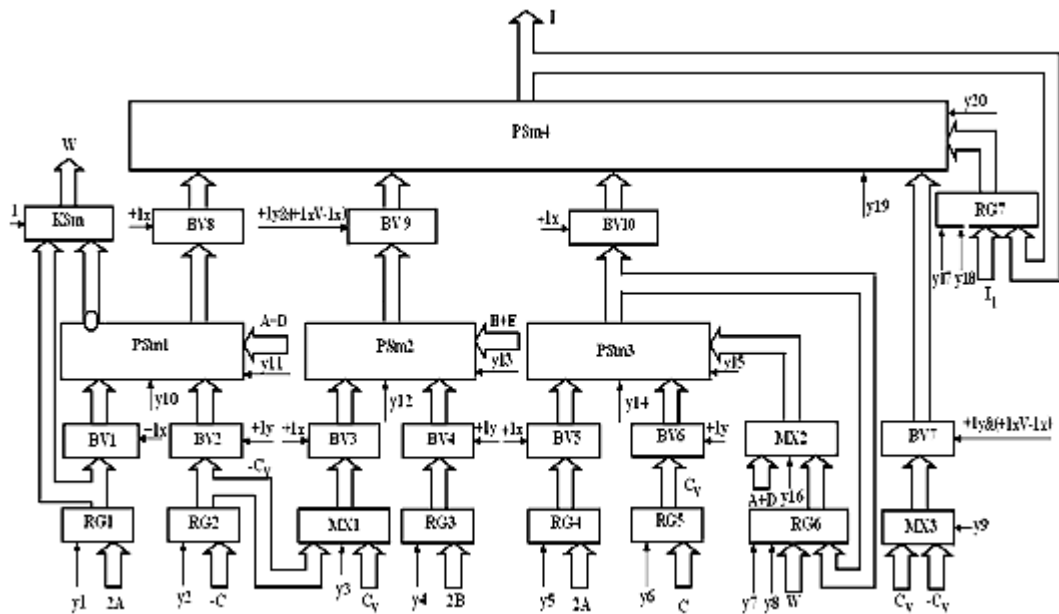 I
y20
PSm4
W
y19
1
KSm
+1x
BV8
+1y&(+1xV-1x)
BV9
+1x
BV10
RG7
y17
y18
I1
A=D
B+E
PSm1
PSm2
PSm3
y11
y13
y15
y10
y12
y14
BV1
-1x
BV2
+1y
+1x
BV3
BV4
+1y
+1x
BV5
BV6
+1y
MX2
BV7
+1y&(+1xV-1x)
-Cv
Cv
A+D
y16
RG1
RG2
MX1
RG3
RG4
RG5
RG6
MX3
y9
y1
2A
y2
-C
y3
Cv
y4
2B
y5
2A
y6
C
y7
y8
W
Cv
-Cv